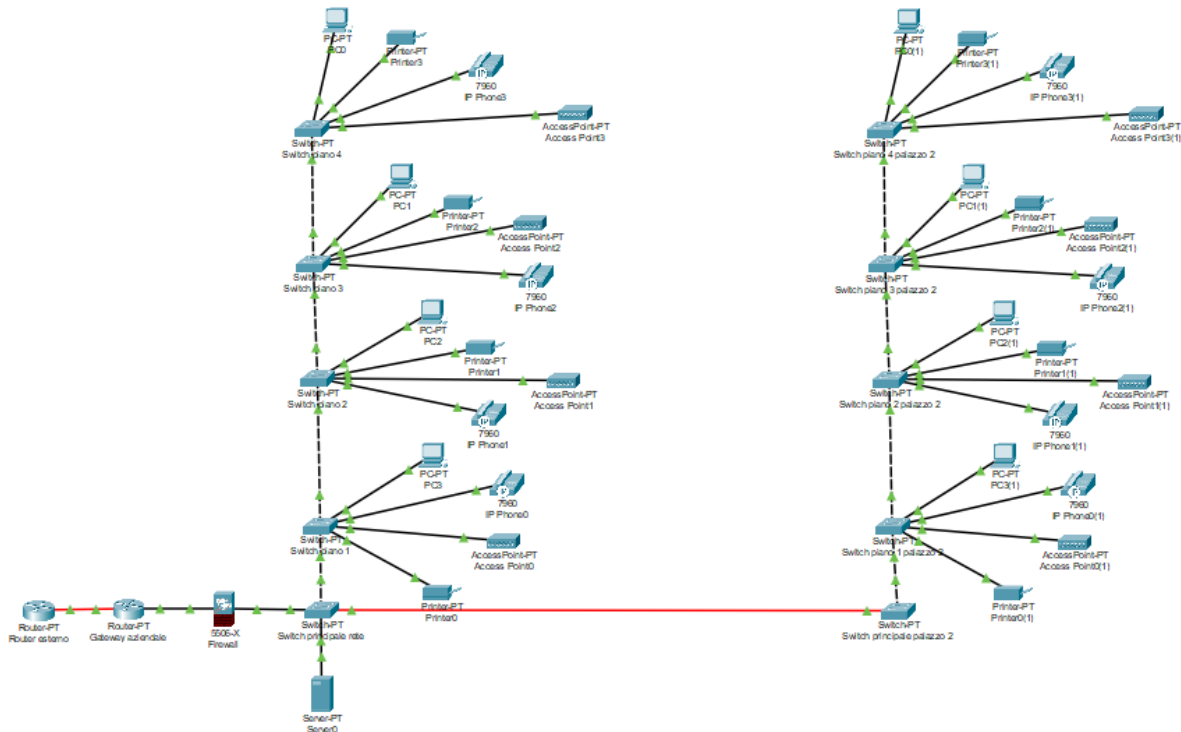 PC-PT
PC0
Printer-PT
Printer3
7960
IP Phone3
AccessPoint-PT
Access Point3
Switch-PT
Switch piano 4
PC-PT
PC1
Printer-PT
Printer2
AccessPoint-PT
Access Point2
7960
IP Phone2
Switch-PT
Switch piano 3
PC-PT
PC2
Printer-PT
Printer1
AccessPoint-PT
Access Point1
7960
IP Phone1
Switch-PT
Switch piano 2
PC-PT
PC3
7960
IP Phone0
AccessPoint-PT
Access Point0
Switch-PT
Switch piano 1
Printer-PT
Printer0
Router-PT
Router esterno
Router-PT
Gateway aziendale
5506-X
Firewall
Switch-PT
Switch principale rete
Server-PT
Server0
PC-PT
PC0(1)
Printer-PT
Printer3(1)
7960
IP Phone3(1)
AccessPoint-PT
Access Point3(1)
Switch-PT
Switch piano 4 palazzo 2
PC-PT
PC1(1)
Printer-PT
Printer2(1)
AccessPoint-PT
Access Point2(1)
7960
IP Phone2(1)
Switch-PT
Switch piano 3 palazzo 2
PC-PT
PC2(1)
Printer-PT
Printer1(1)
AccessPoint-PT
Access Point1(1)
7960
IP Phone1(1)
Switch-PT
Switch piano 2 palazzo 2
PC-PT
PC3(1)
7960
IP Phone0(1)
AccessPoint-PT
Access Point0(1)
Switch-PT
Switch piano 1 palazzo 2
Printer-PT
Printer0(1)
Switch-PT
Switch principale palazzo 2